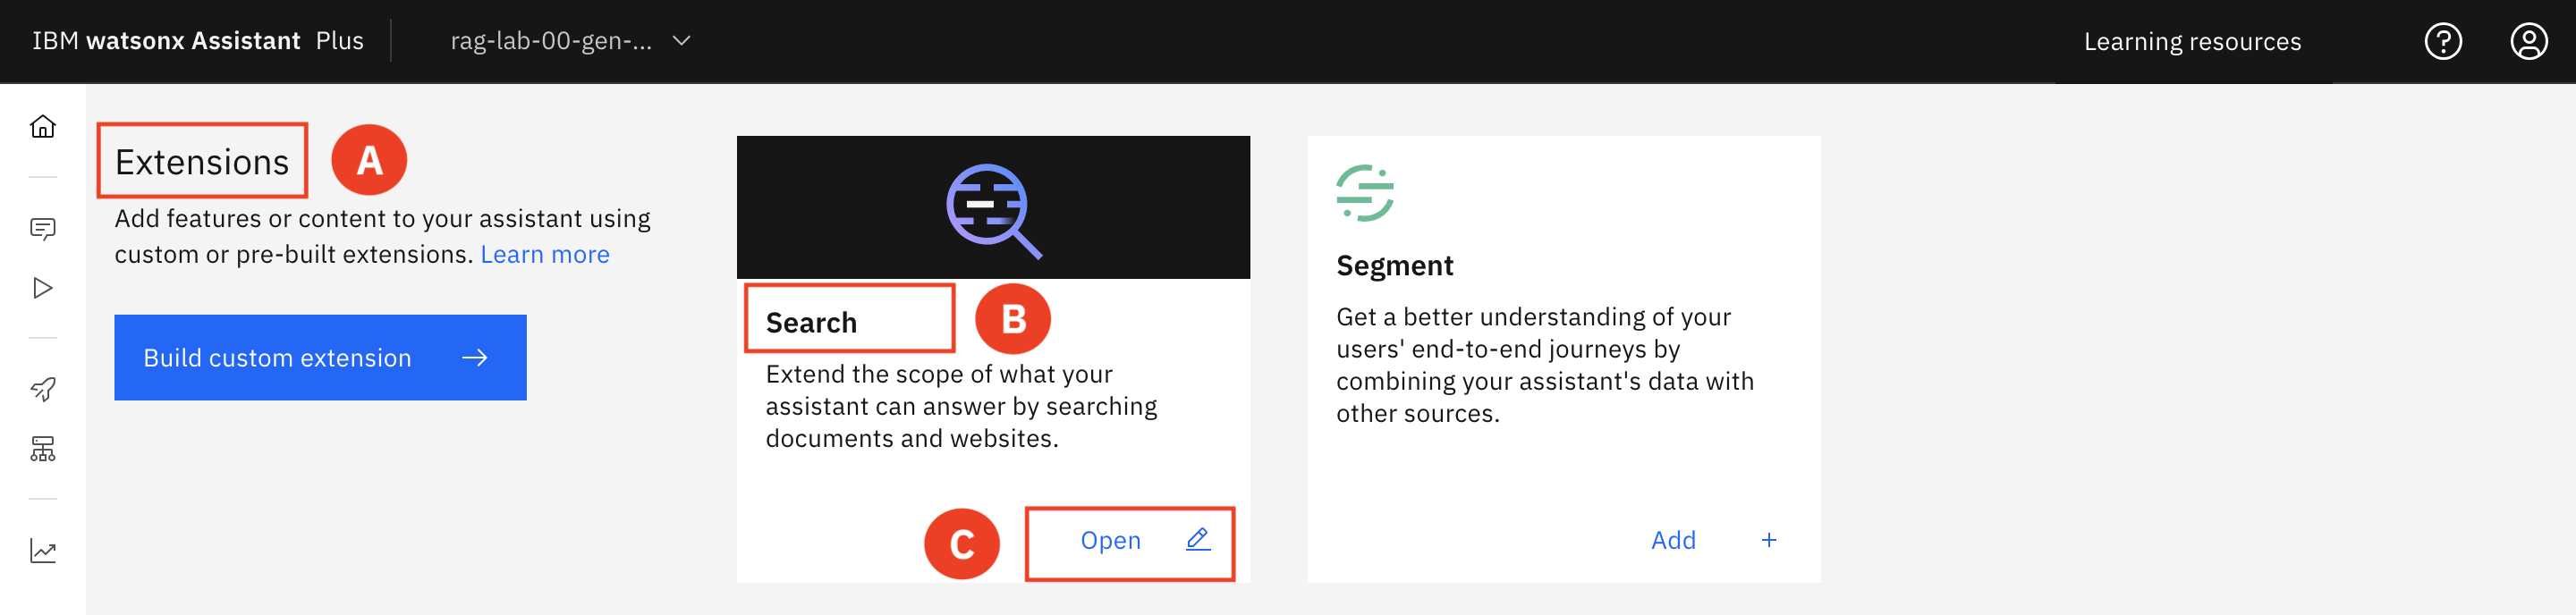 IBM watsonx Assistant Plus
rag-lab-00-gen-...
Learning resources
Extensions
A
Add features or content to your assistant using
custom or pre-built extensions. Learn more
Build custom extension
Search
B
Extend the scope of what your
assistant can answer by searching
documents and websites.
C
Open
Segment
Get a better understanding of your
users' end-to-end journeys by
combining your assistant's data with
other sources.
Add +